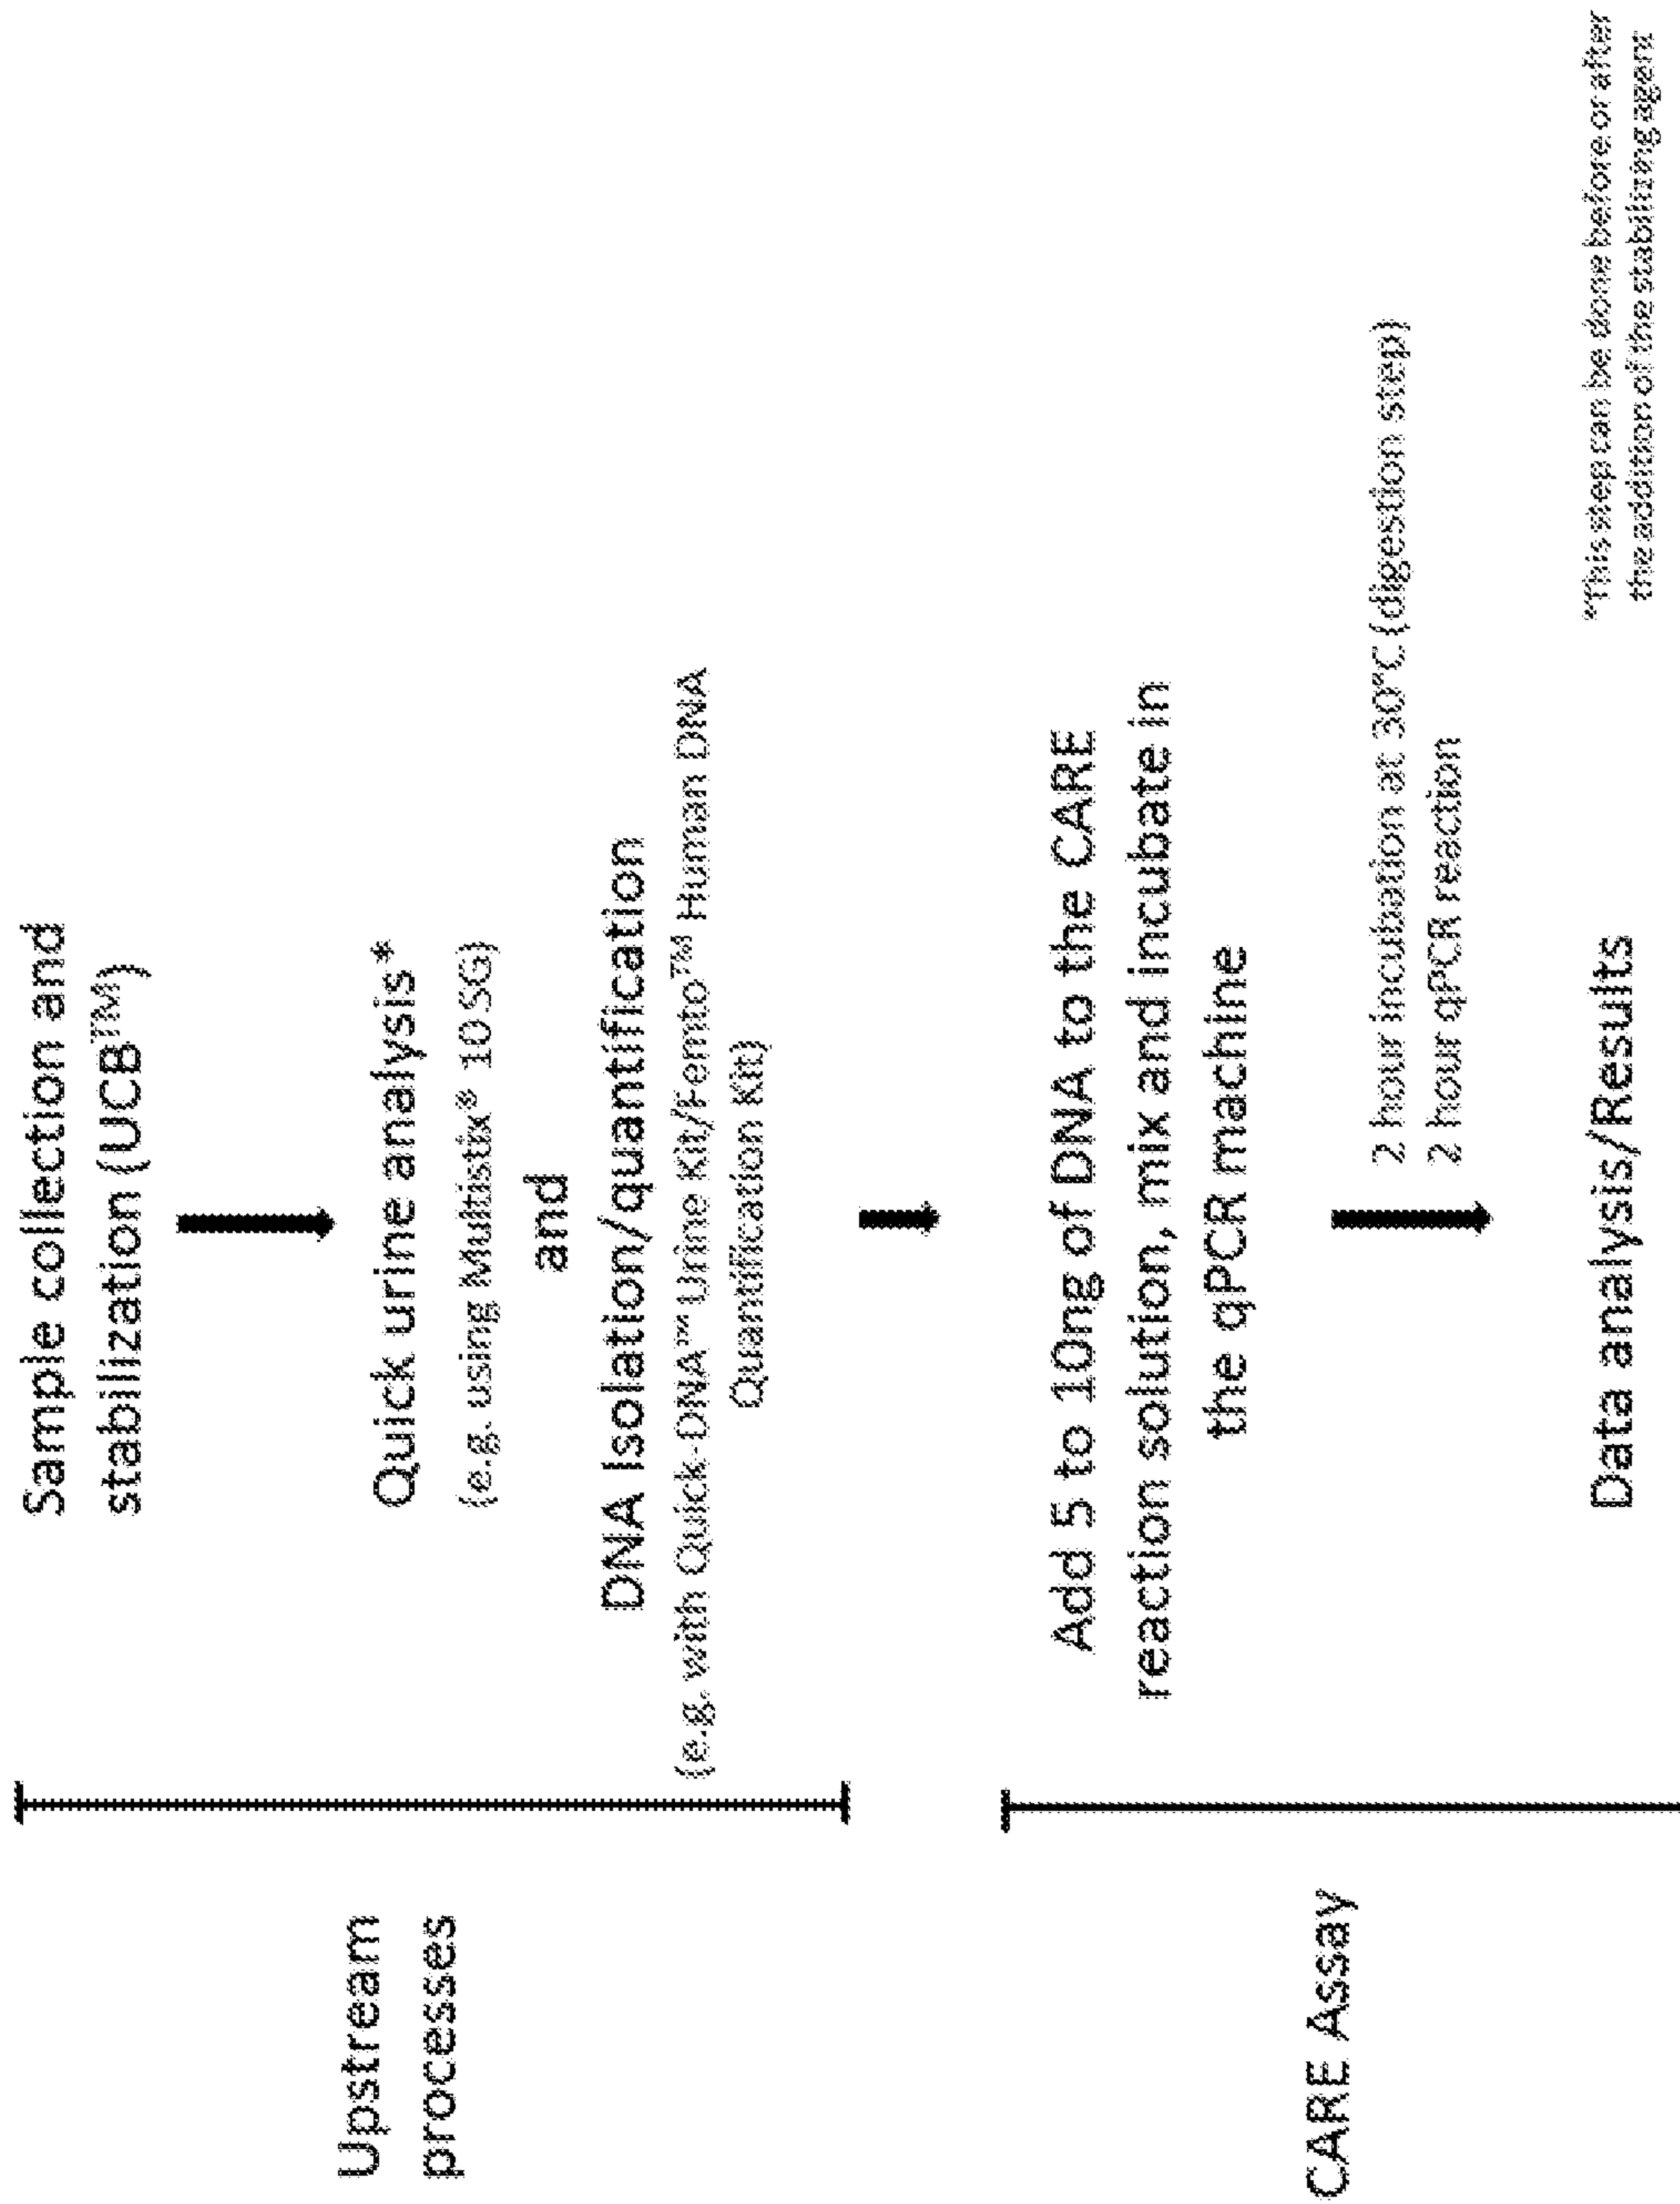 Upstream
processes
Sample collection and
stabilization (UCB™)
Quick urine analysis*
(e.g. using Multistix® 10 SG)
and
DNA Isolation/quantification
(e.g. with Quick-DNA™ Urine Kit/Femto™ Human DNA
Quantification Kit)
CARE Assay
Add 5 to 10ng of DNA to the CARE
reaction solution, mix and incubate in
the qPCR machine
2 hour incubation at 30°C (digestion step)
2 hour qPCR reaction
Data analysis/Results
*This step can be done before or after
the addition of the stabilizing agent